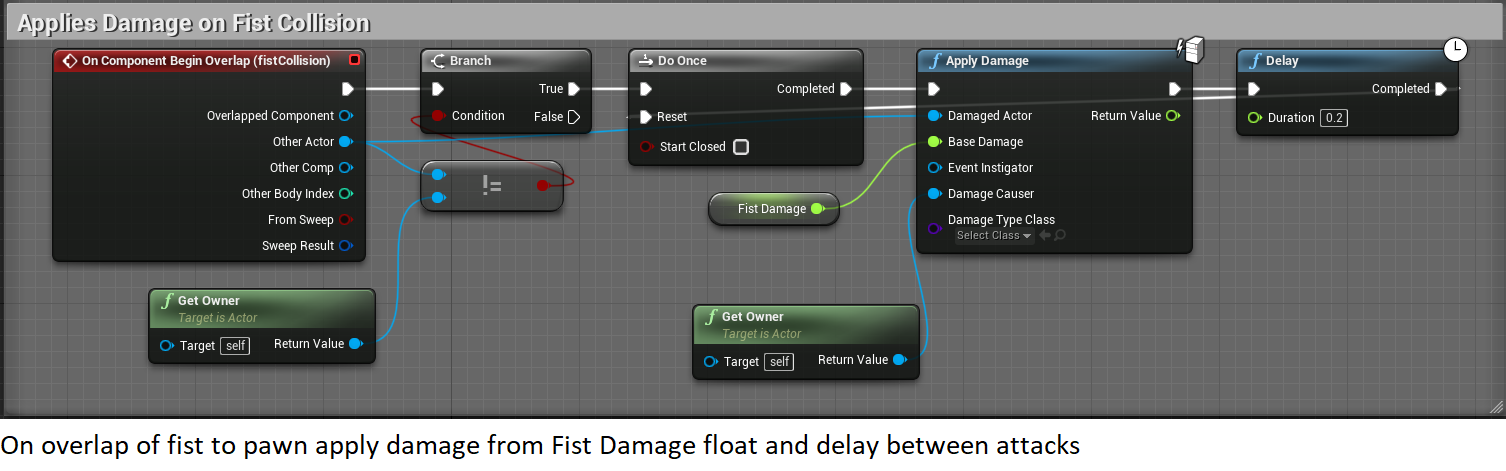 Applies Damage on Fist Collision
On Component Begin Overlap (fistCollision)
Overlapped Component
Other Actor
Other Comp
Other Body Index
From Sweep
Sweep Result
Get Owner
Target is Actor
Target self Return Value
Branch
True
Condition False
!=
Do Once
Completed
Reset
Start Closed
Fist Damage
Get Owner
Target is Actor
Target self Return Value
f Apply Damage
Damaged Actor Return Value
Base Damage
Event Instigator
Damage Causer
Damage Type Class
Select Class
f Delay
Completed
Duration 0.2
On overlap of fist to pawn apply damage from Fist Damage float and delay between attacks